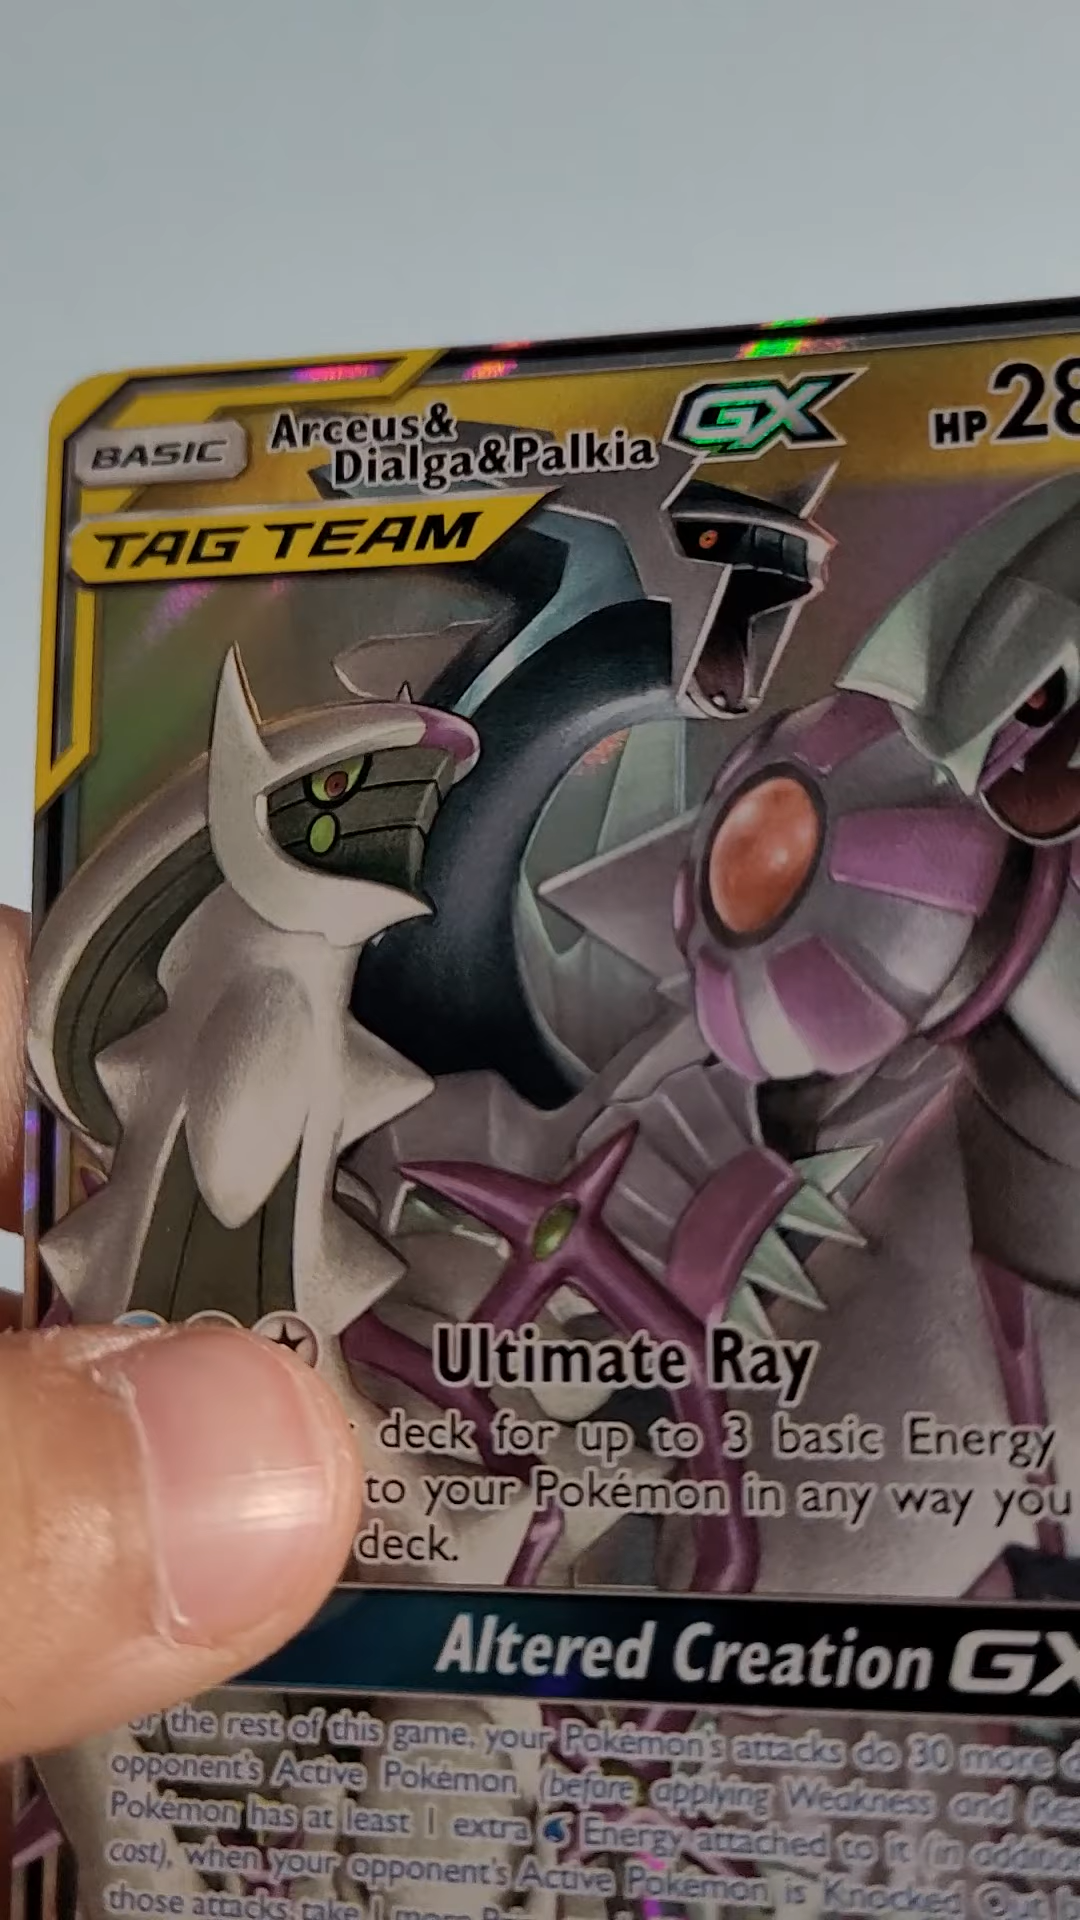 BASIC
Arceus&
Dialga&Palkia GX
HP 28
TAG TEAM
Ultimate Ray
deck for up to 3 basic Energy
to your Pokémon in any way you
deck.
Altered Creation GX
the rest of this game, your Pokémon's attacks do 30 more
opponent's Active Pokémon (before applying Weakness and
Pokémon has at least 1 extra Energy attached to it (in
cost), when your opponent's Active Pokémon is Knocked Out
those attacks, take 1 more